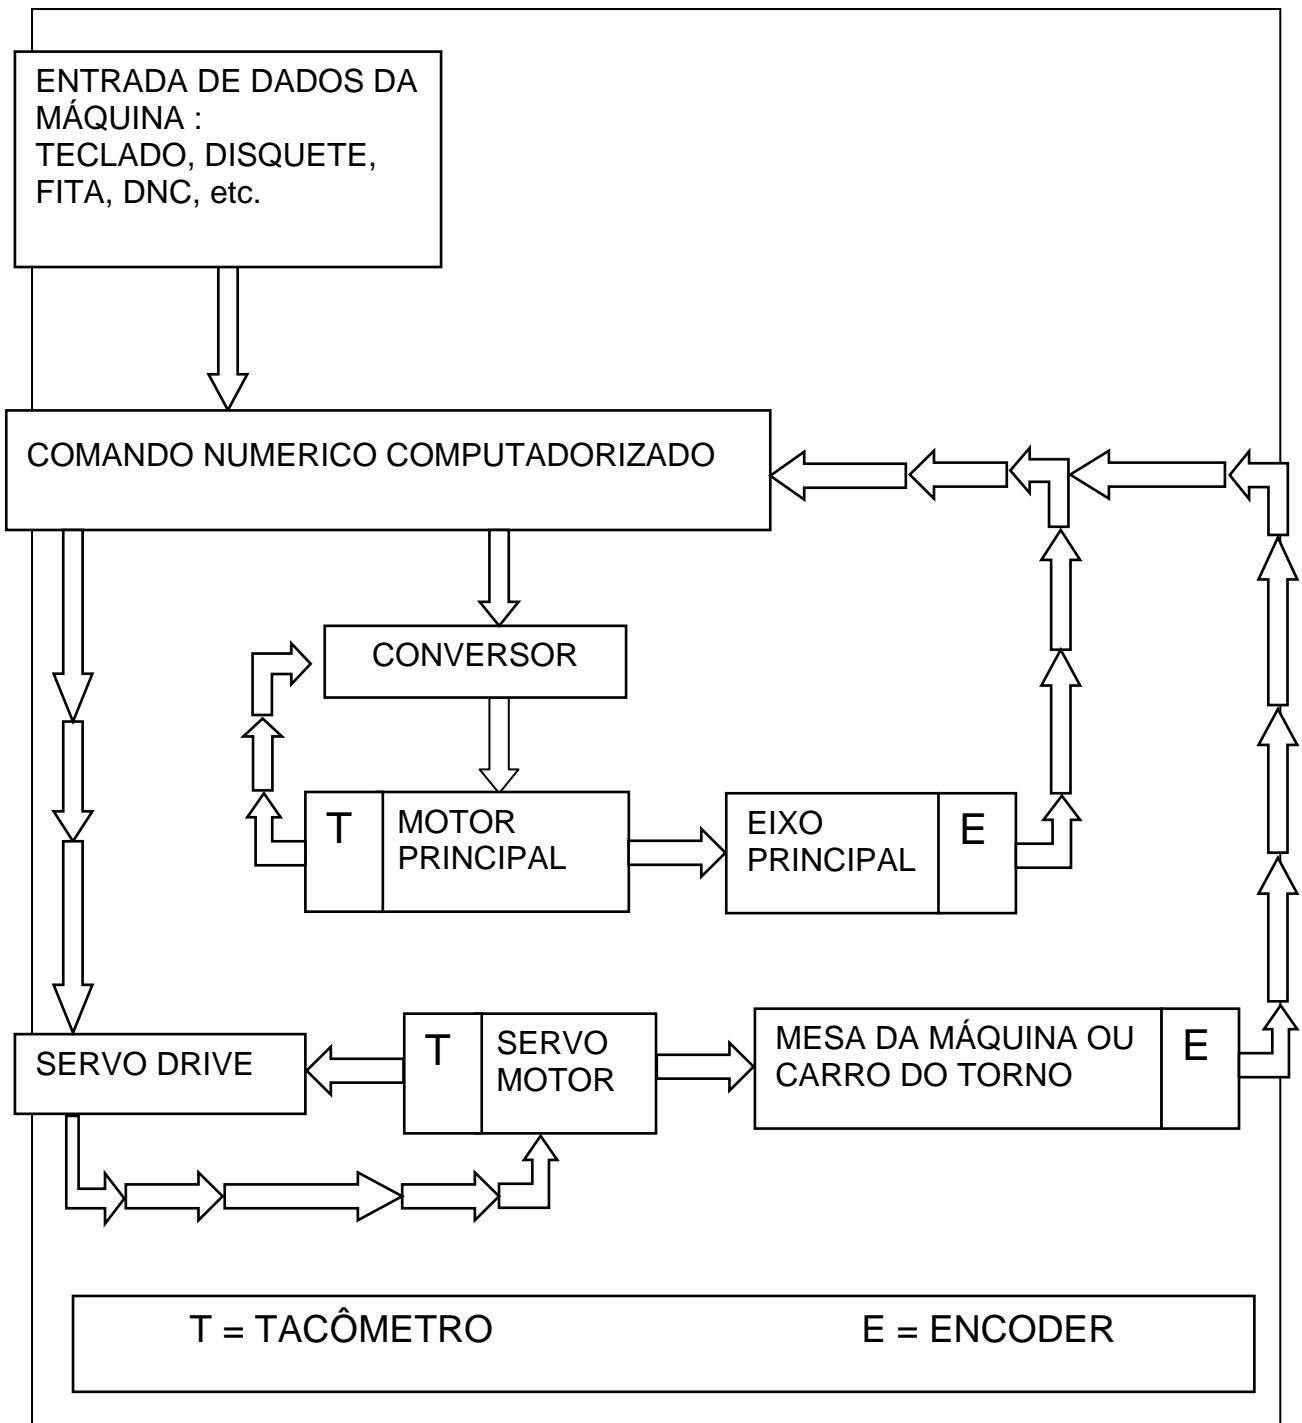 ENTRADA DE DADOS DA
MÁQUINA :
TECLADO, DISQUETE,
FITA, DNC, etc.
COMANDO NUMERICO COMPUTADORIZADO
CONVERSOR
T
MOTOR
PRINCIPAL
EIXO
PRINCIPAL
E
SERVO DRIVE
T
SERVO
MOTOR
MESA DA MÁQUINA OU
CARRO DO TORNO
E
T = TACÔMETRO
E = ENCODER